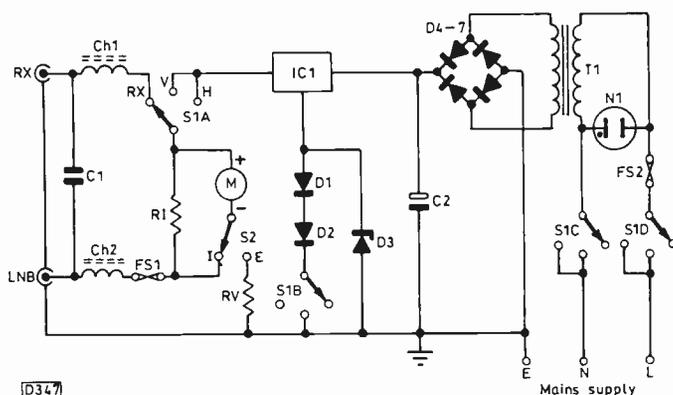 D4-7
Ch1
RX
V
H
IC1
T1
RX
S1A
N1
+
M
-
FS2
C1
RI
D1
C2
D2
D3
S1C
S1D
Ch2
S2
I
E
FS1
LNB
RV
S1B
E
N
L
D347
Mains supply